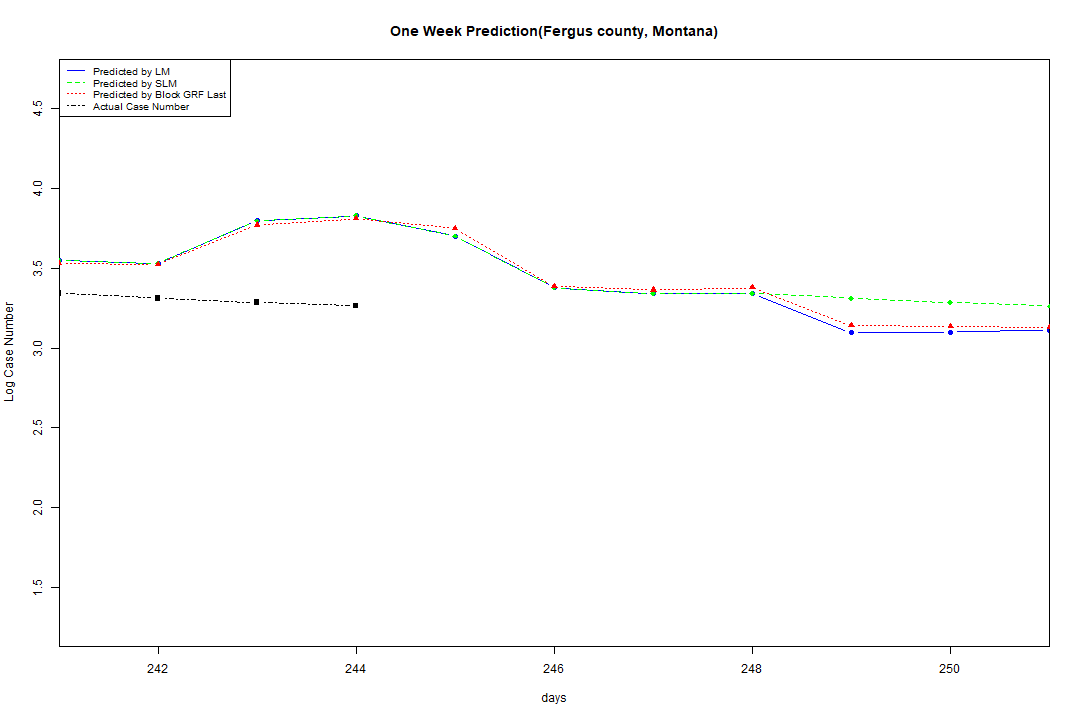 One Week Prediction(Fergus county, Montana)
Predicted by LM
Predicted by SLM
Predicted by Block GRF Last
Actual Case Number
4.5
4.0
3.5
3.0
2.5
2.0
1.5
Log Case Number
242
244
246
248
250
days